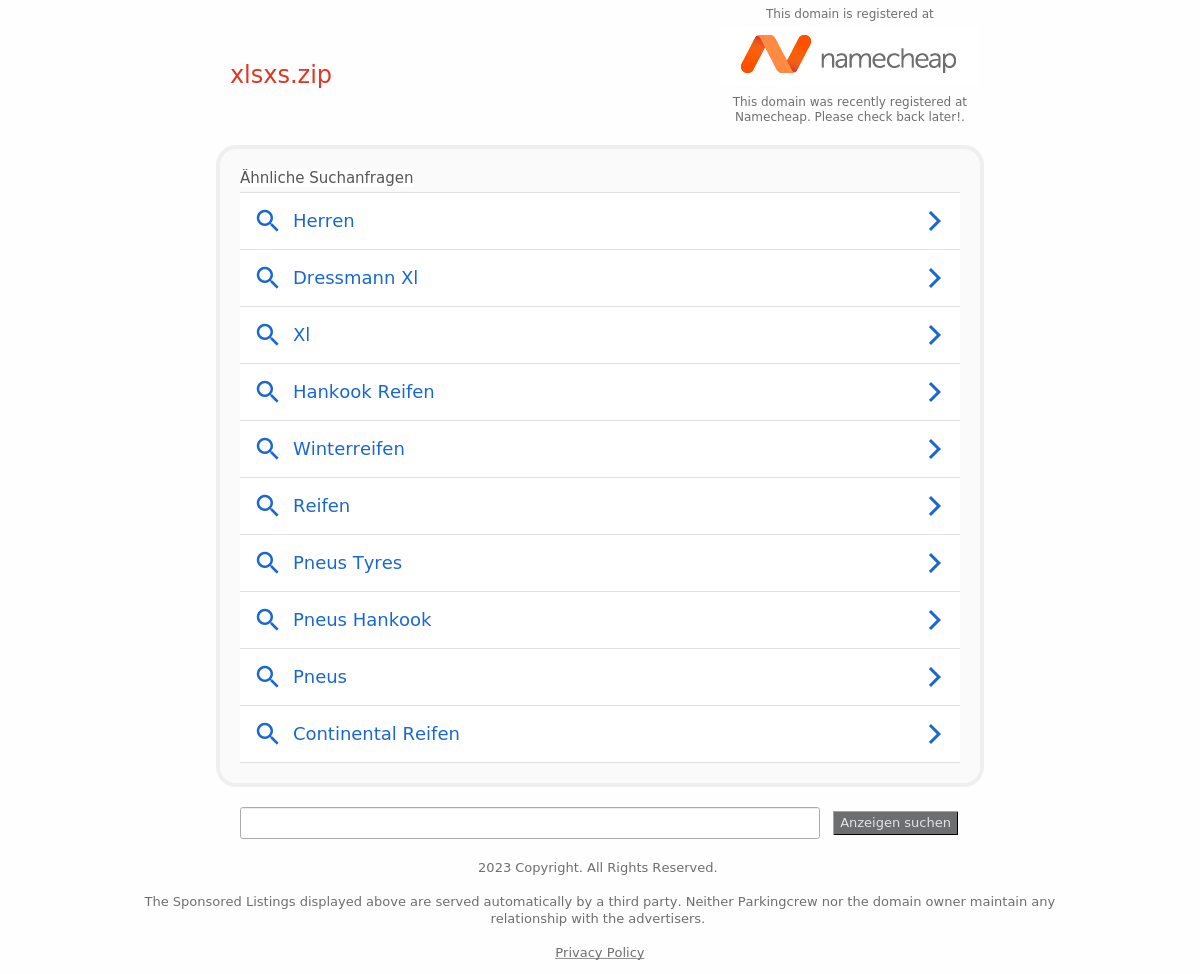 This domain is registered at
namecheap
xlsxs.zip
This domain was recently registered at
Namecheap. Please check back later!.
Ähnliche Suchanfragen
Herren
Dressmann Xl
Xl
Hankook Reifen
Winterreifen
Reifen
Pneus Tyres
Pneus Hankook
Pneus
Continental Reifen
Anzeigen suchen
2023 Copyright. All Rights Reserved.
The Sponsored Listings displayed above are served automatically by a third party. Neither Parkingcrew nor the domain owner maintain any
relationship with the advertisers.
Privacy Policy